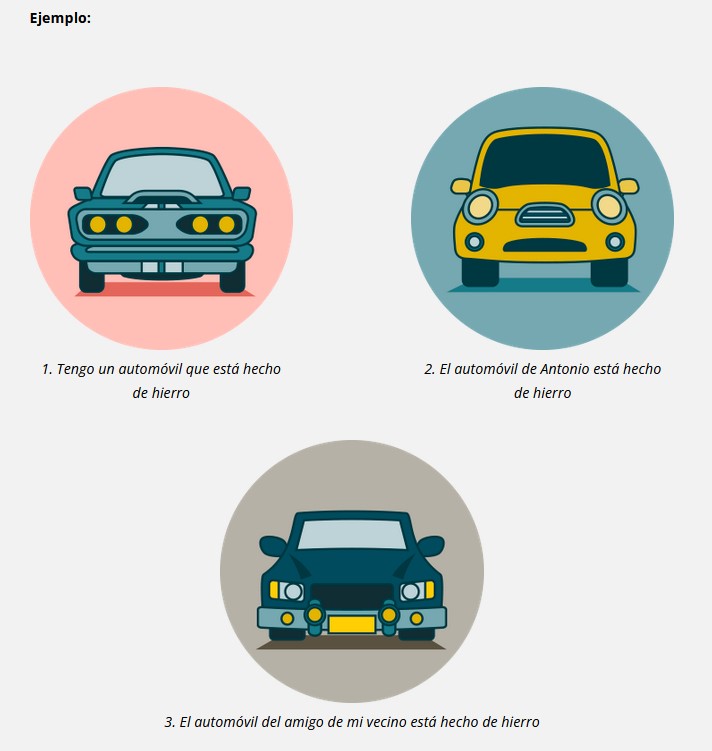 Ejemplo:
1. Tengo un automóvil que está hecho
de hierro
2. El automóvil de Antonio está hecho
de hierro
3. El automóvil del amigo de mi vecino está hecho de hierro